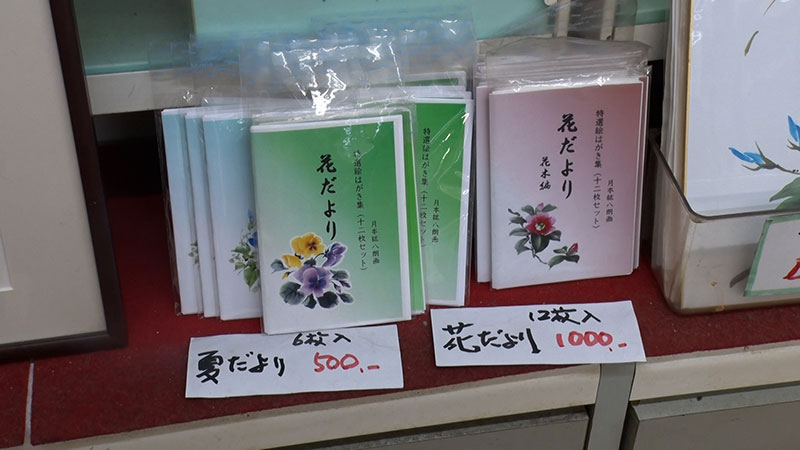 花だより
特選絵はがき集(十二枚セット)
月本紘八朗画
花だより
花木編
特選絵はがき集(十二枚セット)
月本紘八朗画
6枚入
夏だより 500.-
12枚入
花だより 1000.-